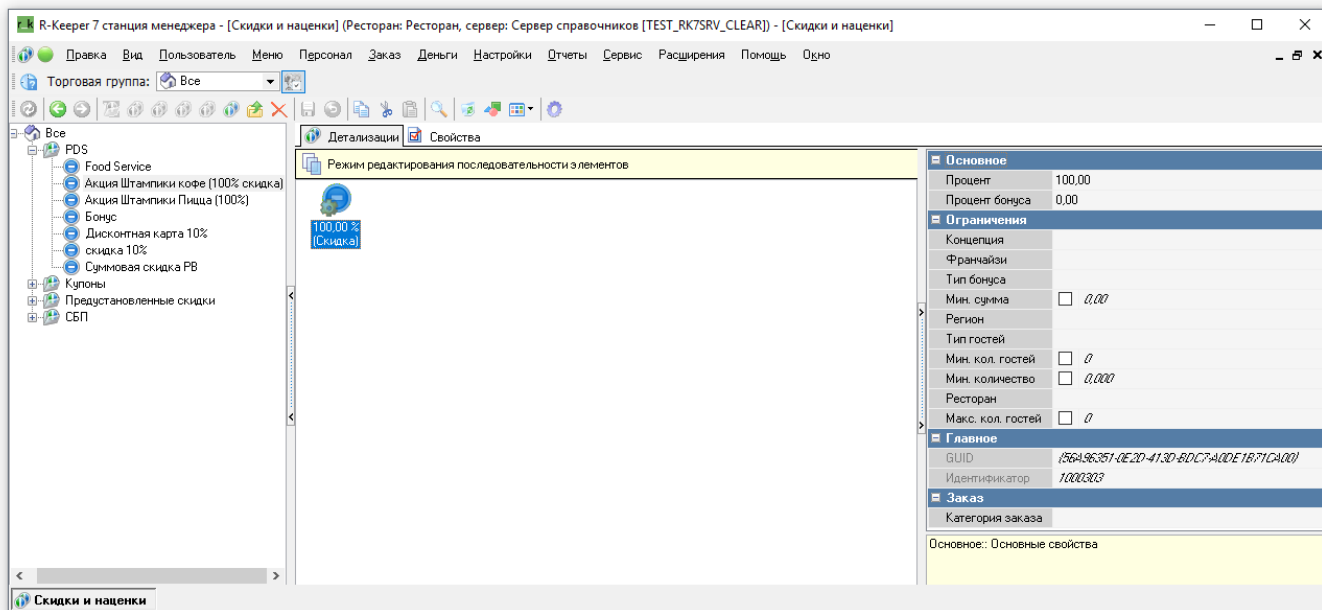 R-Keeper 7 станция менеджера - [Скидки и наценки] (Ресторан: Ресторан, сервер: Сервер справочников [TEST_RK7SRV_CLEAR]) - [Скидки и наценки]
Правка Вид Пользователь Меню Персонал Заказ Деньги Настройки Отчеты Сервис Расширения Помощь Окно
Торговая группа: Все
Все
PDS
Food Service
Акция Штампики кофе (100% скидка)
Акция Штампики Пицца (100%)
Бонус
Дисконтная карта 10%
скидка 10%
Суммовая скидка РВ
Купоны
Предустановленные скидки
СБП
Детализации Свойства
Режим редактирования последовательности элементов
100,00 %
(Скидка)
Основное
Процент 100,00
Процент бонуса 0,00
Ограничения
Концепция
Франчайзи
Тип бонуса
Мин. сумма 0,00
Регион
Тип гостей
Мин. кол. гостей 0
Мин. количество 0,000
Ресторан
Макс. кол. гостей 0
Главное
GUID {56A96351-0E2D-413D-BDC7-A0DE1B71CA00}
Идентификатор 1000303
Заказ
Категория заказа
Основное:: Основные свойства
Скидки и наценки